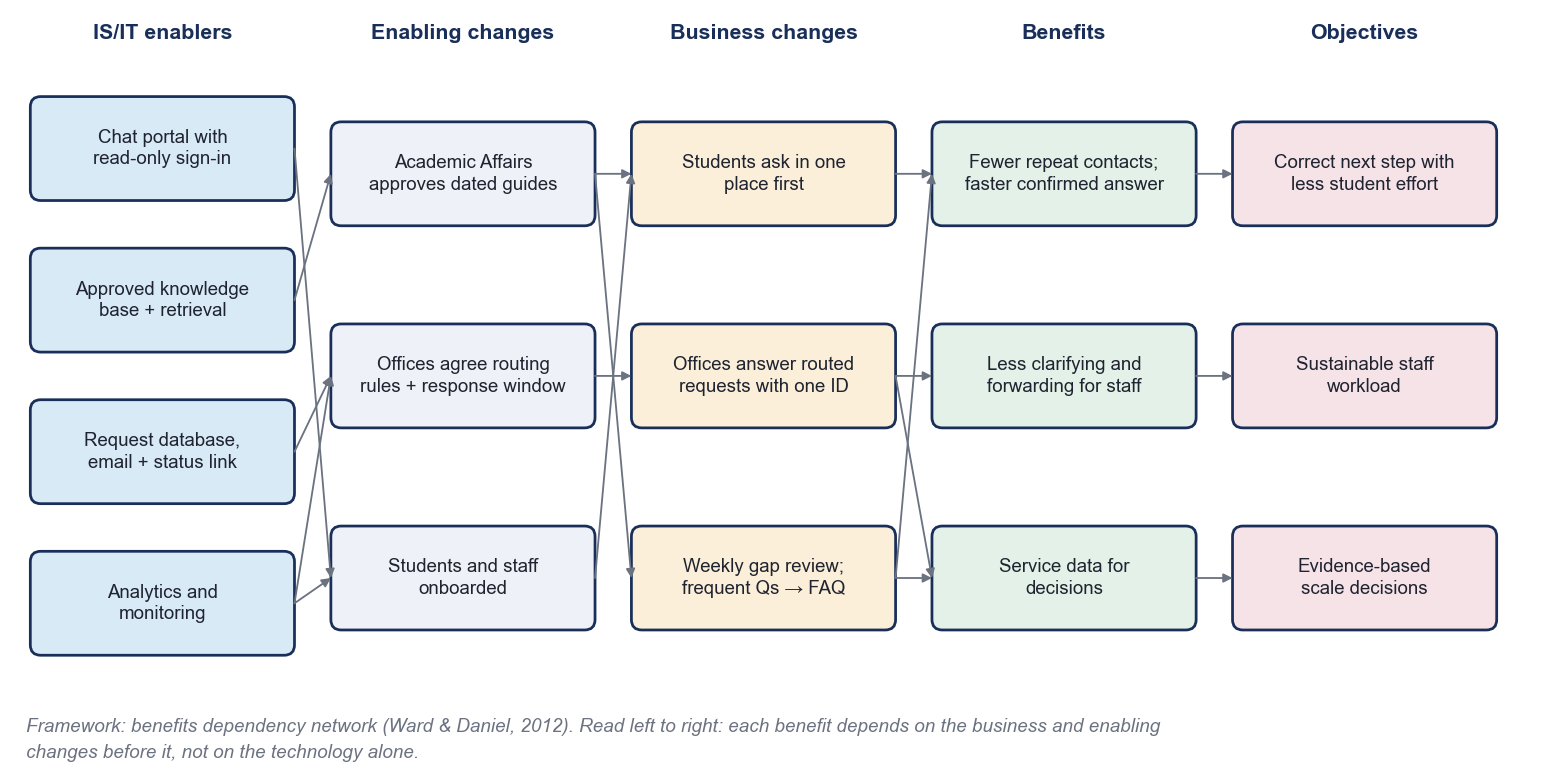 IS/IT enablers
Enabling changes
Business changes
Benefits
Objectives
Chat portal with
read-only sign-in
Approved knowledge
base + retrieval
Request database,
email + status link
Analytics and
monitoring
Academic Affairs
approves dated guides
Offices agree routing
rules + response window
Students and staff
onboarded
Students ask in one
place first
Offices answer routed
requests with one ID
Weekly gap review;
frequent Qs → FAQ
Fewer repeat contacts;
faster confirmed answer
Less clarifying and
forwarding for staff
Service data for
decisions
Correct next step with
less student effort
Sustainable staff
workload
Evidence-based
scale decisions
Framework: benefits dependency network (Ward & Daniel, 2012). Read left to right: each benefit depends on the business and enabling
changes before it, not on the technology alone.